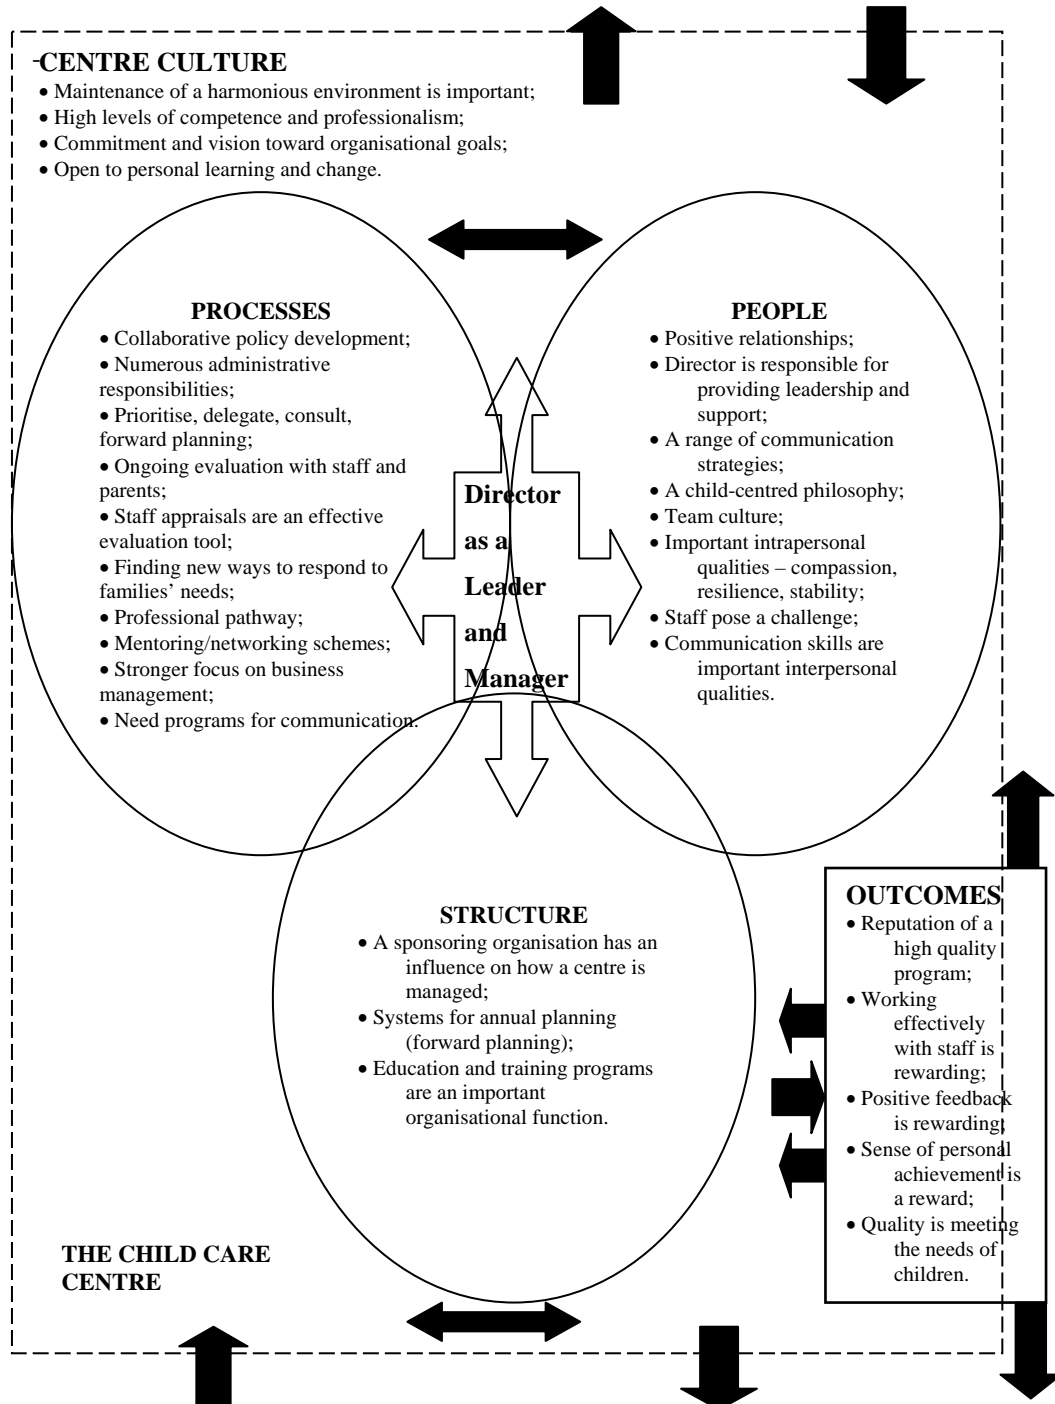 CENTRE CULTURE
• Maintenance of a harmonious environment is important;
• High levels of competence and professionalism;
• Commitment and vision toward organisational goals;
• Open to personal learning and change.
PROCESSES
• Collaborative policy development;
• Numerous administrative
responsibilities;
• Prioritise, delegate, consult,
forward planning;
• Ongoing evaluation with staff and
parents;
• Staff appraisals are an effective
evaluation tool;
• Finding new ways to respond to
families’ needs;
• Professional pathway;
• Mentoring/networking schemes;
• Stronger focus on business
management;
• Need programs for communication.
Director
as a
Leader
and
Manager
PEOPLE
• Positive relationships;
• Director is responsible for
providing leadership and
support;
• A range of communication
strategies;
• A child-centred philosophy;
• Team culture;
• Important intrapersonal
qualities – compassion,
resilience, stability;
• Staff pose a challenge;
• Communication skills are
important interpersonal
qualities.
STRUCTURE
• A sponsoring organisation has an
influence on how a centre is
managed;
• Systems for annual planning
(forward planning);
• Education and training programs
are an important
organisational function.
OUTCOMES
• Reputation of a
high quality
program;
• Working
effectively
with staff is
rewarding;
• Positive feedback
is rewarding;
• Sense of personal
achievement is
a reward;
• Quality is meeting
the needs of
children.
THE CHILD CARE
CENTRE